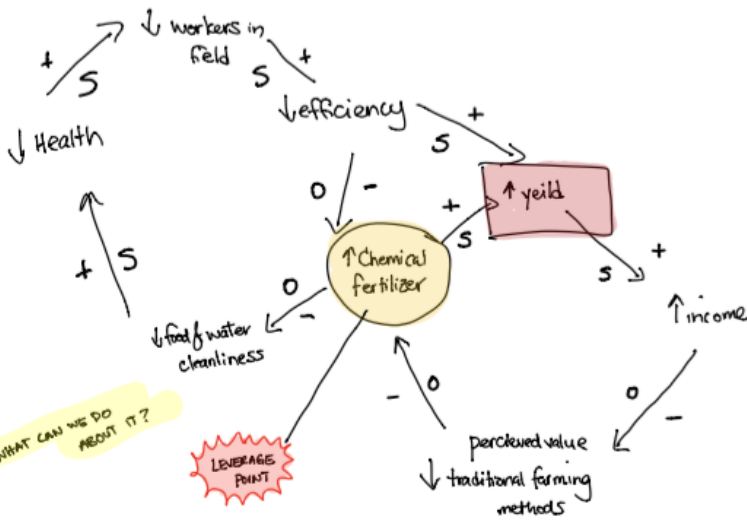 ↓ workers in
field
+
S
S
+
↓ efficiency
+
S
↓ Health
O
-
↑ yeild
+
S
+
S
↑ Chemical
fertilizer
+
S
O
-
↑ income
↓ food & water
cleanliness
-
O
O
-
WHAT CAN WE DO
ABOUT IT?
percieved value
↓ traditional farming
methods
LEVERAGE
POINT